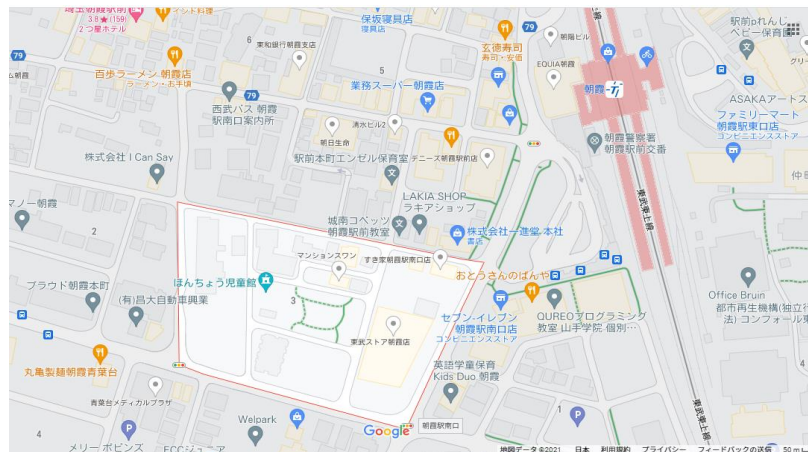 埼玉朝霞駅前
3.8★(159)
2つ星ホテル
インド料理
79
保坂寝具店
寝具店
玄徳寿司
寿司・安価
朝陽ビル
駅前pれんし
ベビー保育園
79
6
東和銀行朝霞支店
百歩ラーメン 朝霞店
ラーメン・お手頃
5
業務スーパー朝霞店
EQUIA朝霞
朝霞
ASAKAアートス
西武バス 朝霞
駅南口案内所
清水ビル2
ファミリーマート
朝霞駅東口店
コンビニエンスストア
朝日生命
朝霞警察署
朝霞駅前交番
株式会社 I Can Say
駅前本町エンゼル保育室
デニーズ朝霞駅前店
仲町
LAKIA SHOP
ラキアショップ
東武東上線
マノー朝霞
2
城南コベッツ
朝霞駅前教室
株式会社一進堂 本社
書店
マンションスワン
すき家朝霞駅南口店
ほんちょう児童館
おとうさんのぱんや
プラウド朝霞本町
3
(有)昌大自動車興業
セブン-イレブン
朝霞駅南口店
コンビニエンスストア
QUREOプログラミング
教室 山手学院 個別…
Office Bruin
都市再生機構(独立行
法) コンフォール東
東武ストア朝霞店
丸亀製麺朝霞青葉台
英語学童保育
Kids Duo 朝霞
青葉台メディカルプラザ
東武東上線
Welpark
1
P
4
P
メリー ポピンズ
ECCジュニア
Google
朝霞駅南口
地図データ ©2021 日本 利用規約 プライバシー フィードバックの送信 50 m